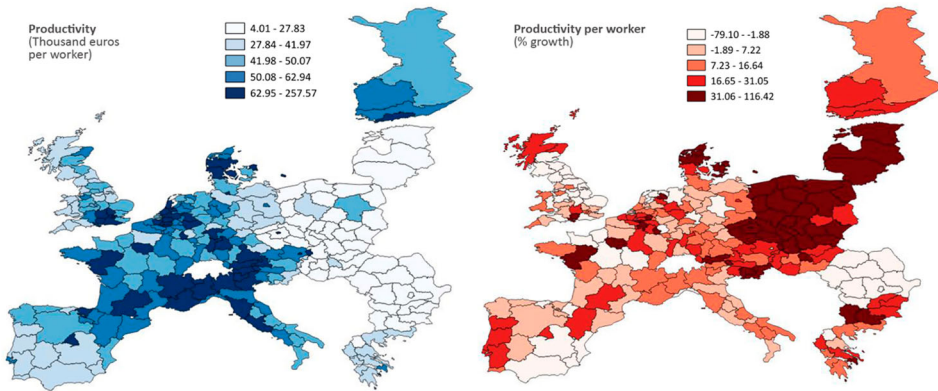 Productivity
(Thousand euros
per worker)
4.01 - 27.83
27.84 - 41.97
41.98 - 50.07
50.08 - 62.94
62.95 - 257.57
Productivity per worker
(% growth)
-79.10 - -1.88
-1.89 - 7.22
7.23 - 16.64
16.65 - 31.05
31.06 - 116.42